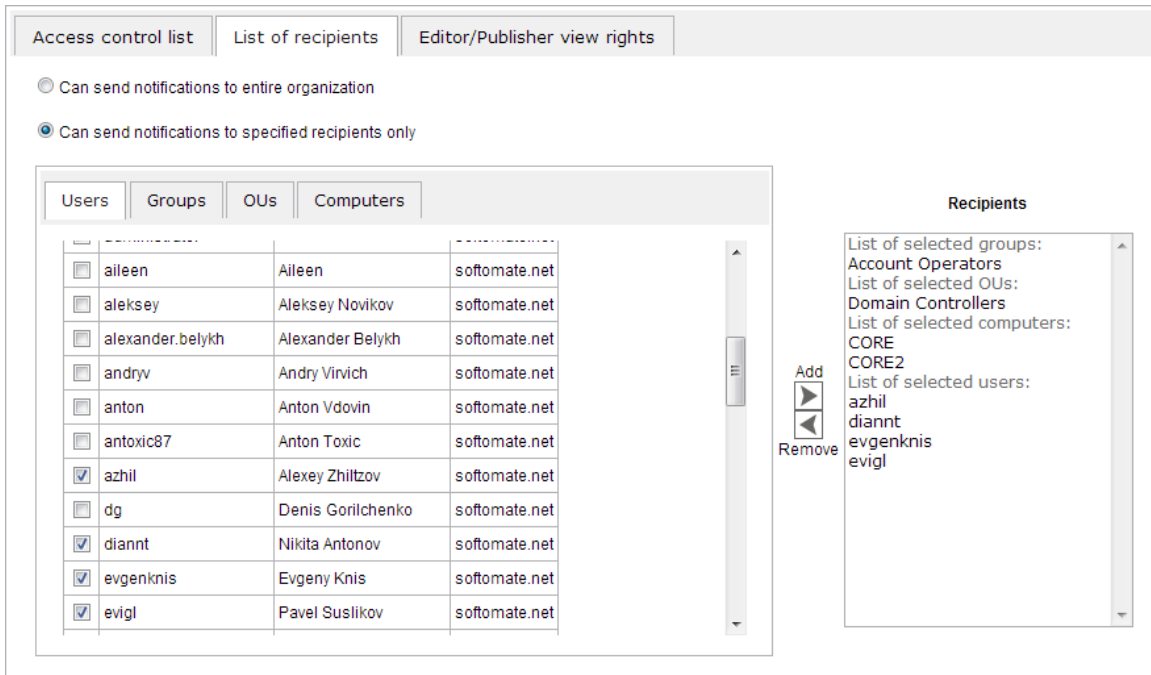 Access control list List of recipients Editor/Publisher view rights
Can send notifications to entire organization
Can send notifications to specified recipients only
Users Groups OUs Computers
aileen Aileen softomate.net
aleksey Aleksey Novikov softomate.net
alexander.belykh Alexander Belykh softomate.net
andryv Andry Virvich softomate.net
anton Anton Vdovin softomate.net
antoxic87 Anton Toxic softomate.net
azhil Alexey Zhiltzov softomate.net
dg Denis Gorilchenko softomate.net
diannt Nikita Antonov softomate.net
evgenknis Evgeny Knis softomate.net
evigl Pavel Suslikov softomate.net
Add
Remove
Recipients
List of selected groups:
Account Operators
List of selected OUs:
Domain Controllers
List of selected computers:
CORE
CORE2
List of selected users:
azhil
diannt
evgenknis
evigl